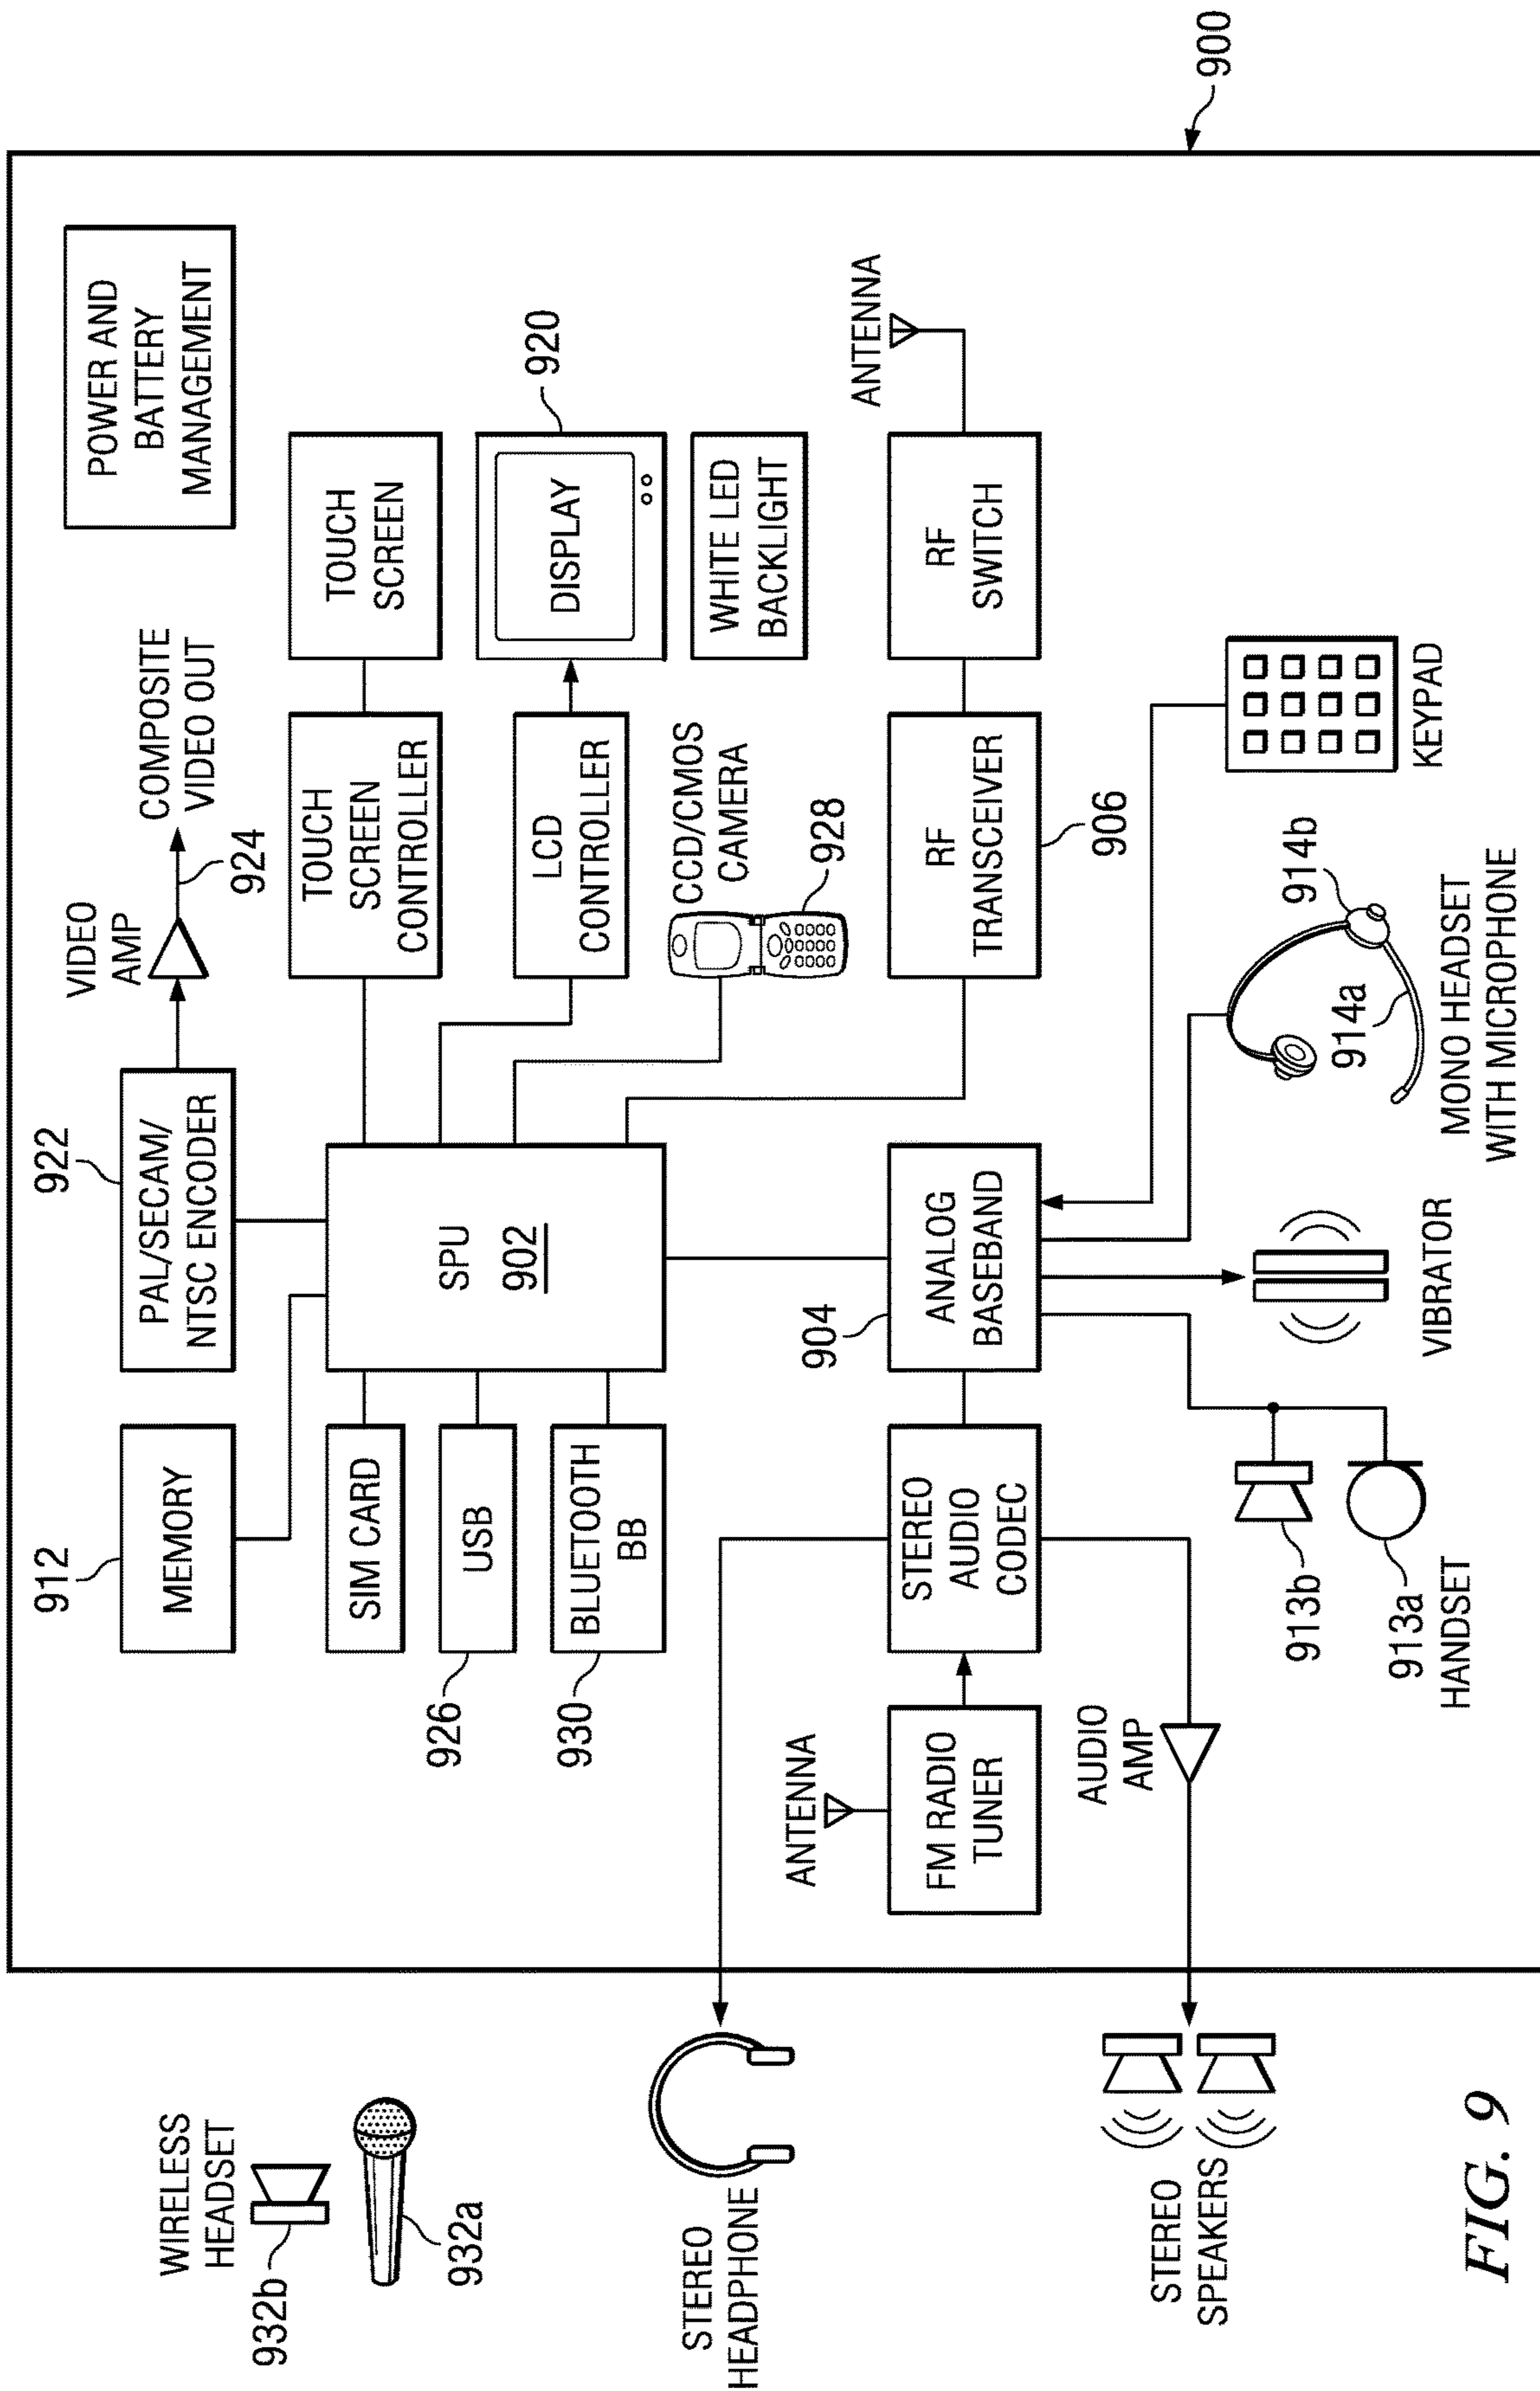 POWER AND
BATTERY
MANAGEMENT
COMPOSITE
VIDEO OUT
VIDEO
AMP
924
922
PAL/SECAM/
NTSC ENCODER
912
MEMORY
TOUCH
SCREEN
TOUCH
SCREEN
CONTROLLER
920
DISPLAY
LCD
CONTROLLER
WHITE LED
BACKLIGHT
CCD/CMOS
CAMERA
928
SPU
902
SIM CARD
USB
926
BLUETOOTH
BB
930
WIRELESS
HEADSET
932b
932a
STEREO
HEADPHONE
ANTENNA
RF
SWITCH
RF
TRANSCEIVER
906
904
ANALOG
BASEBAND
STEREO
AUDIO
CODEC
ANTENNA
FM RADIO
TUNER
AUDIO
AMP
STEREO
SPEAKERS
KEYPAD
914b
914a
MONO HEADSET
WITH MICROPHONE
VIBRATOR
913b
913a
HANDSET
900
FIG. 9